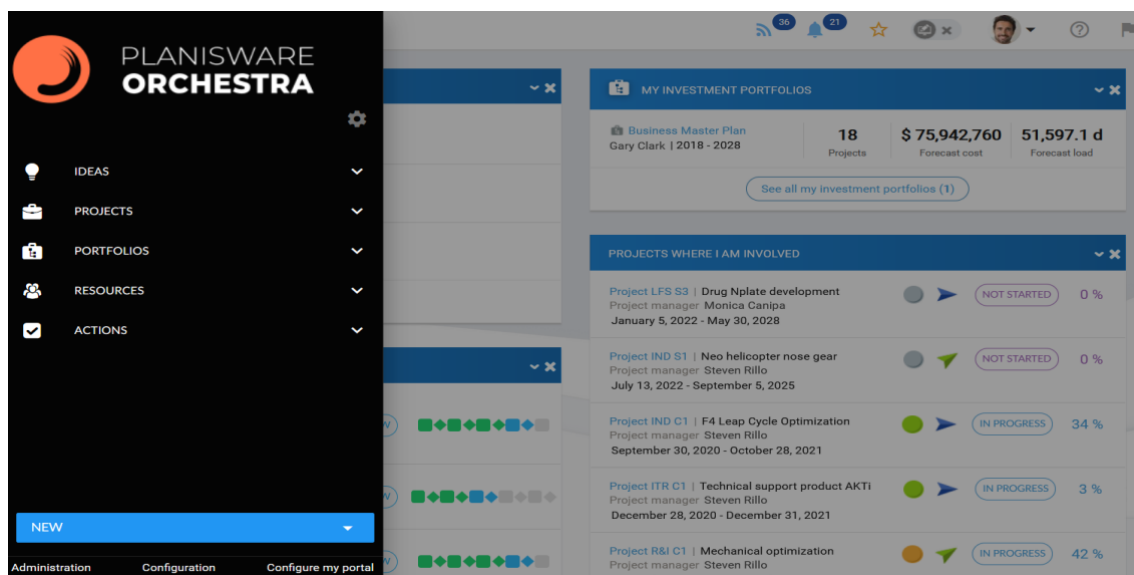 PLANISWARE
ORCHESTRA
IDEAS
PROJECTS
PORTFOLIOS
RESOURCES
ACTIONS
NEW
Administration Configuration Configure my portal
36 21
MY INVESTMENT PORTFOLIOS
Business Master Plan
Gary Clark | 2018 - 2028
18
Projects
$ 75,942,760
Forecast cost
51,597.1 d
Forecast load
See all my investment portfolios (1)
PROJECTS WHERE I AM INVOLVED
Project LFS S3 | Drug Nplate development
Project manager Monica Canipa
January 5, 2022 - May 30, 2028
NOT STARTED 0 %
Project IND S1 | Neo helicopter nose gear
Project manager Steven Rillo
July 13, 2022 - September 5, 2025
NOT STARTED 0 %
Project IND C1 | F4 Leap Cycle Optimization
Project manager Steven Rillo
September 30, 2020 - October 28, 2021
IN PROGRESS 34 %
Project ITR C1 | Technical support product AKTi
Project manager Steven Rillo
December 28, 2020 - December 31, 2021
IN PROGRESS 3 %
Project R&I C1 | Mechanical optimization
Project manager Steven Rillo
IN PROGRESS 42 %